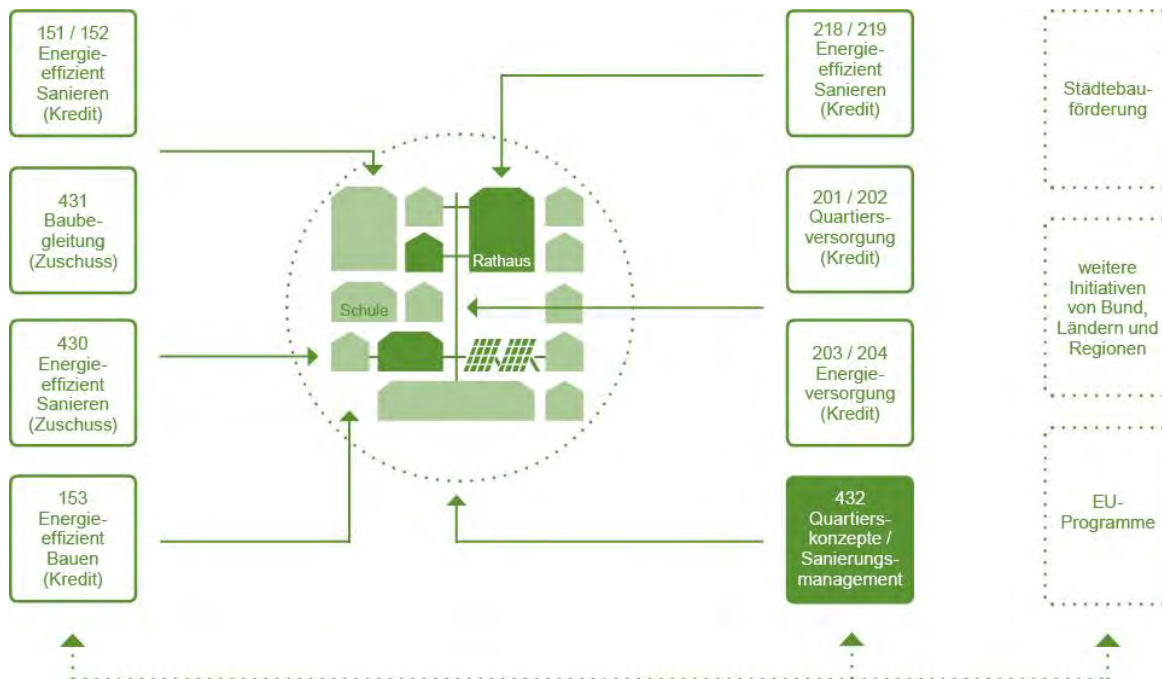 151 / 152
Energie-
effizient
Sanieren
(Kredit)
431
Baube-
gleitung
(Zuschuss)
430
Energie-
effizient
Sanieren
(Zuschuss)
153
Energie-
effizient
Bauen
(Kredit)
Rathaus
Schule
218 / 219
Energie-
effizient
Sanieren
(Kredit)
201 / 202
Quartiers-
versorgung
(Kredit)
203 / 204
Energie-
versorgung
(Kredit)
432
Quartiers-
konzepte /
Sanierungs-
management
Städtebau-
förderung
weitere
Initiativen
von Bund,
Ländern und
Regionen
EU-
Programme